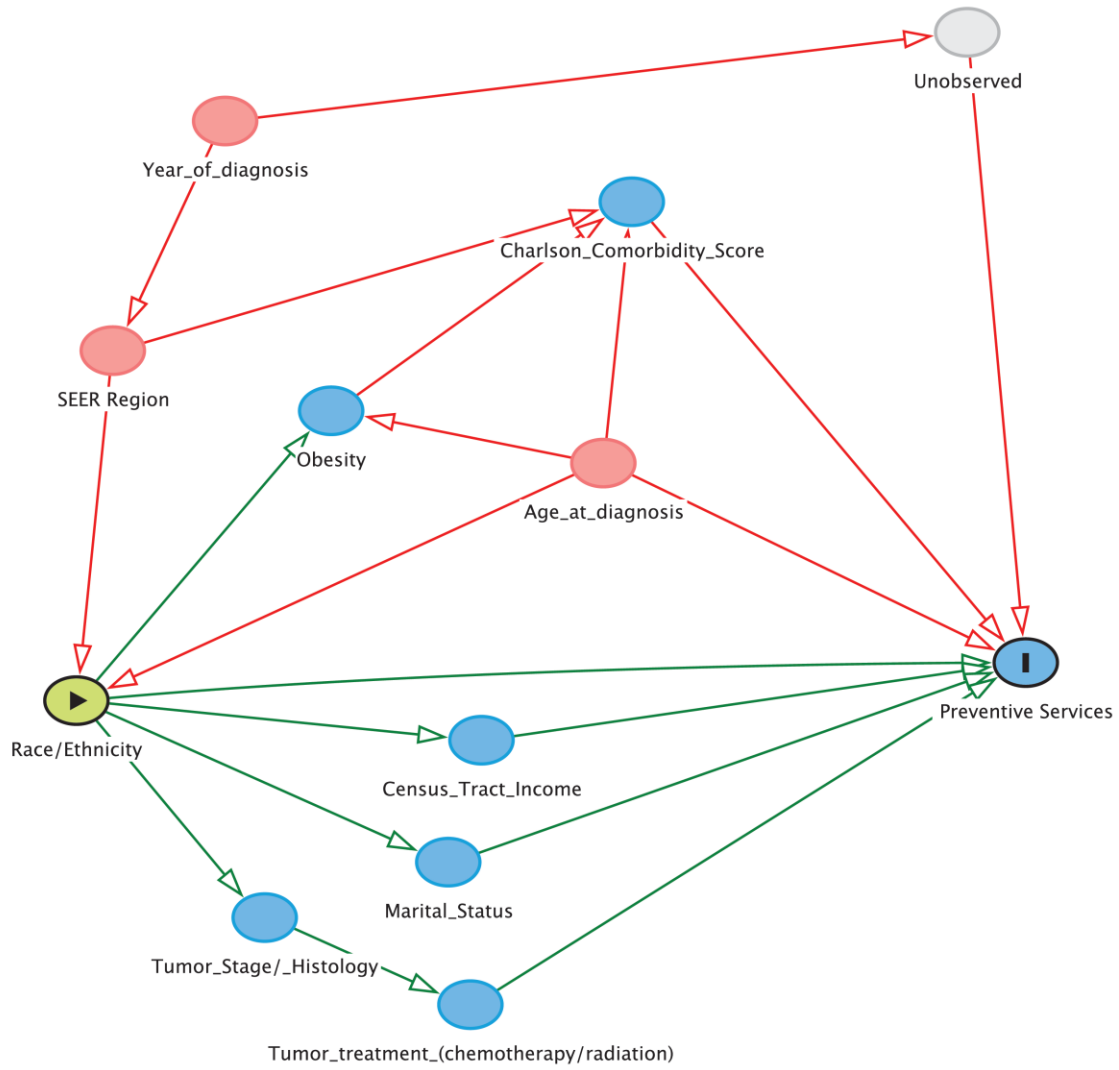 Unobserved
Year_of_diagnosis
Charlson_Comorbidity_Score
SEER Region
Obesity
Age_at_diagnosis
Preventive Services
Race/Ethnicity
Census_Tract_Income
Marital_Status
Tumor_Stage/_Histology
Tumor_treatment_(chemotherapy/radiation)